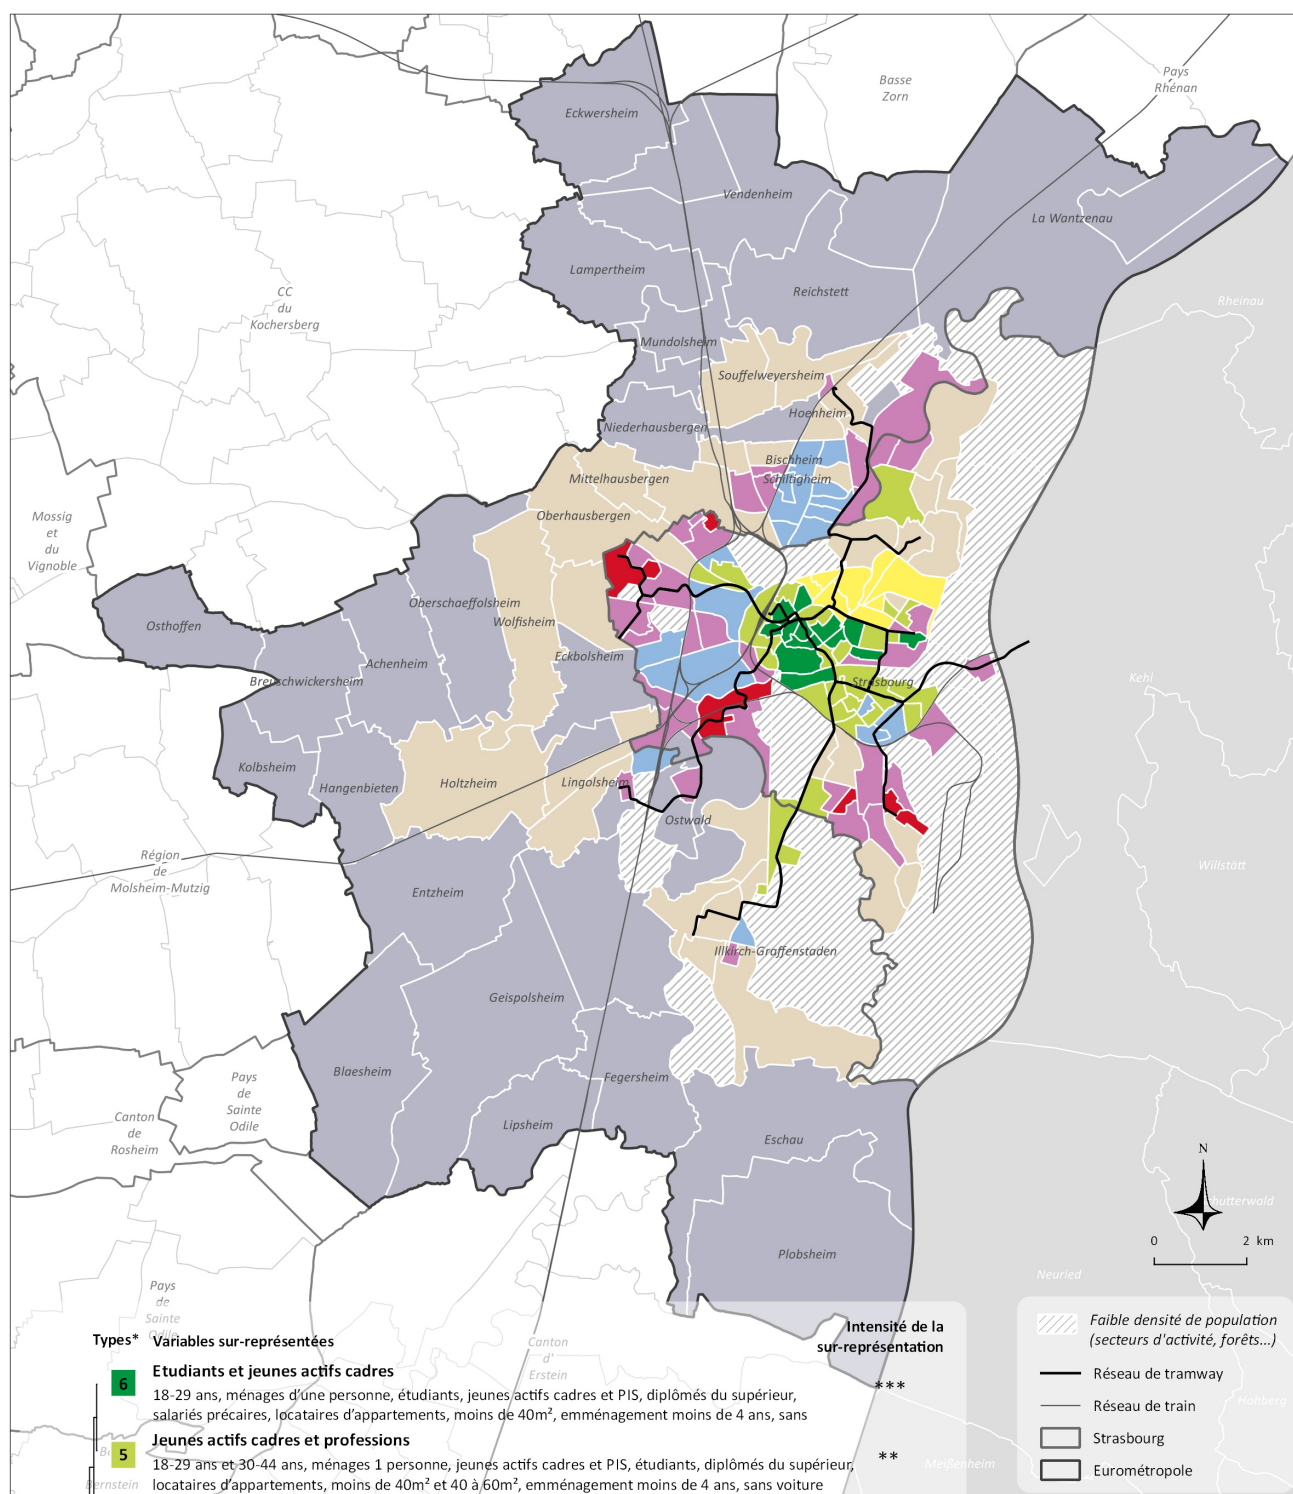 Basse
Zorn
Pays
Rhénan
Eckwersheim
Vendenheim
La Wantzenau
Lampertheim
Reichstett
CC
du
Kochersberg
Rheinau
Mundolsheim
Souffelweyersheim
Hoenheim
Niederhausbergen
Bischheim
Schiltigheim
Mittelhausbergen
Oberhausbergen
Mossig
et
du
Vignoble
Oberschaeffolsheim
Wolfisheim
Osthoffen
Eckbolsheim
Achenheim
Breuschwickersheim
Strasbourg
Kehl
Kolbsheim
Hangenbieten
Holtzheim
Lingolsheim
Ostwald
Région
de
Molsheim-Mutzig
Willstätt
Entzheim
Illkirch-Graffenstaden
Geispolsheim
Blaesheim
Fegersheim
Pays
de
Sainte
Odile
Canton
de
Rosheim
Lipsheim
Eschau
N
hutterwald
0 2 km
Plobsheim
Neuried
Pays
de
Sainte
Odile
Canton
d'
Erstein
Types* Variables sur-représentées
Intensité de la
sur-représentation
6 Etudiants et jeunes actifs cadres
18-29 ans, ménages d'une personne, étudiants, jeunes actifs cadres et PIS, diplômés du supérieur, ***
salariés précaires, locataires d'appartements, moins de 40m², emménagement moins de 4 ans, sans
5 Jeunes actifs cadres et professions
18-29 ans et 30-44 ans, ménages 1 personne, jeunes actifs cadres et PIS, étudiants, diplômés du supérieur, **
locataires d'appartements, moins de 40m² et 40 à 60m², emménagement moins de 4 ans, sans voiture
Bernstein
Faible densité de population
(secteurs d'activité, forêts...)
Réseau de tramway
Réseau de train
Strasbourg
Eurométropole
Hohberg
Meißenheim